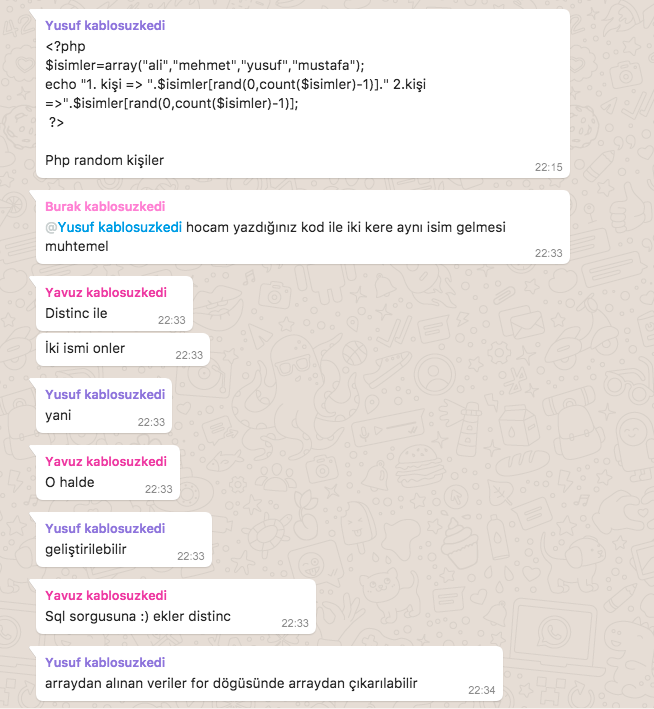 Yusuf kablosuzkedi
<?php
$isimler=array("ali","mehmet","yusuf","mustafa");
echo "1. kişi => ".$isimler[rand(0,count($isimler)-1)]." 2.kişi
=>".$isimler[rand(0,count($isimler)-1)];
?>
Php random kişiler
22:15
Burak kablosuzkedi
@Yusuf kablosuzkedi hocam yazdığınız kod ile iki kere aynı isim gelmesi
muhtemel
22:33
Yavuz kablosuzkedi
Distinc ile
22:33
İki ismi onler
22:33
Yusuf kablosuzkedi
yani
22:33
Yavuz kablosuzkedi
O halde
22:33
Yusuf kablosuzkedi
geliştirilebilir
22:33
Yavuz kablosuzkedi
Sql sorgusuna :) ekler distinc
22:33
Yusuf kablosuzkedi
arraydan alınan veriler for dögüsünde arraydan çıkarılabilir
22:34